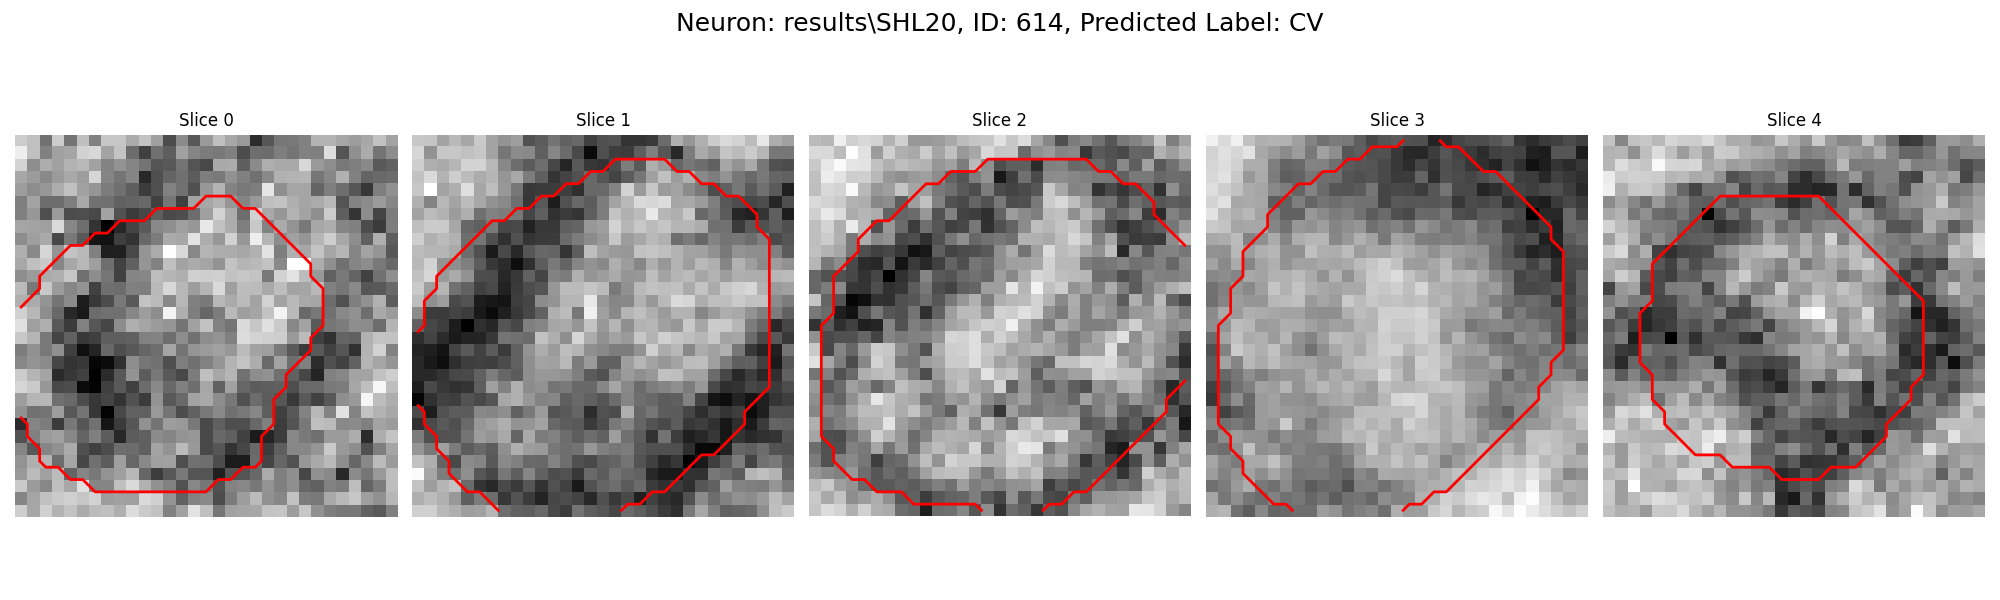 Neuron: results\SHL20, ID: 614, Predicted Label: CV
Slice 0
Slice 1
Slice 2
Slice 3
Slice 4